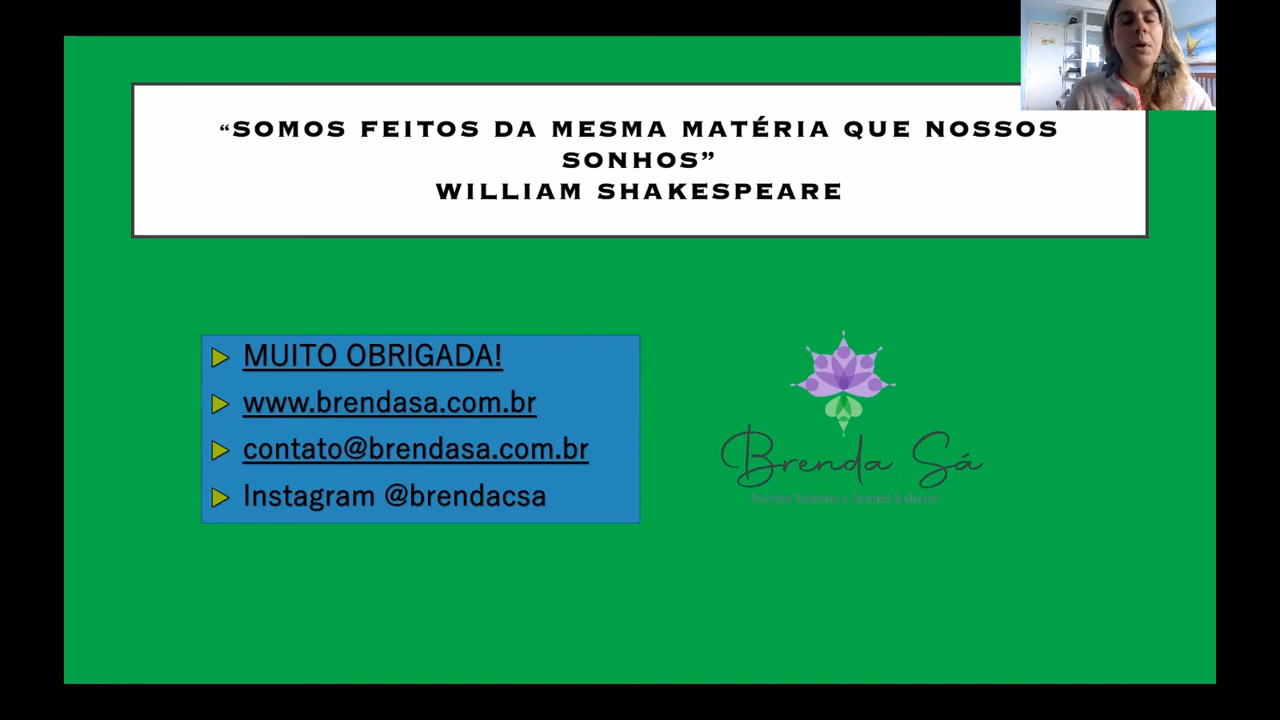 “SOMOS FEITOS DA MESMA MATÉRIA QUE NOSSOS
SONHOS”
WILLIAM SHAKESPEARE
MUITO OBRIGADA!
www.brendasa.com.br
contato@brendasa.com.br
Instagram @brendacsa
Brenda Sá